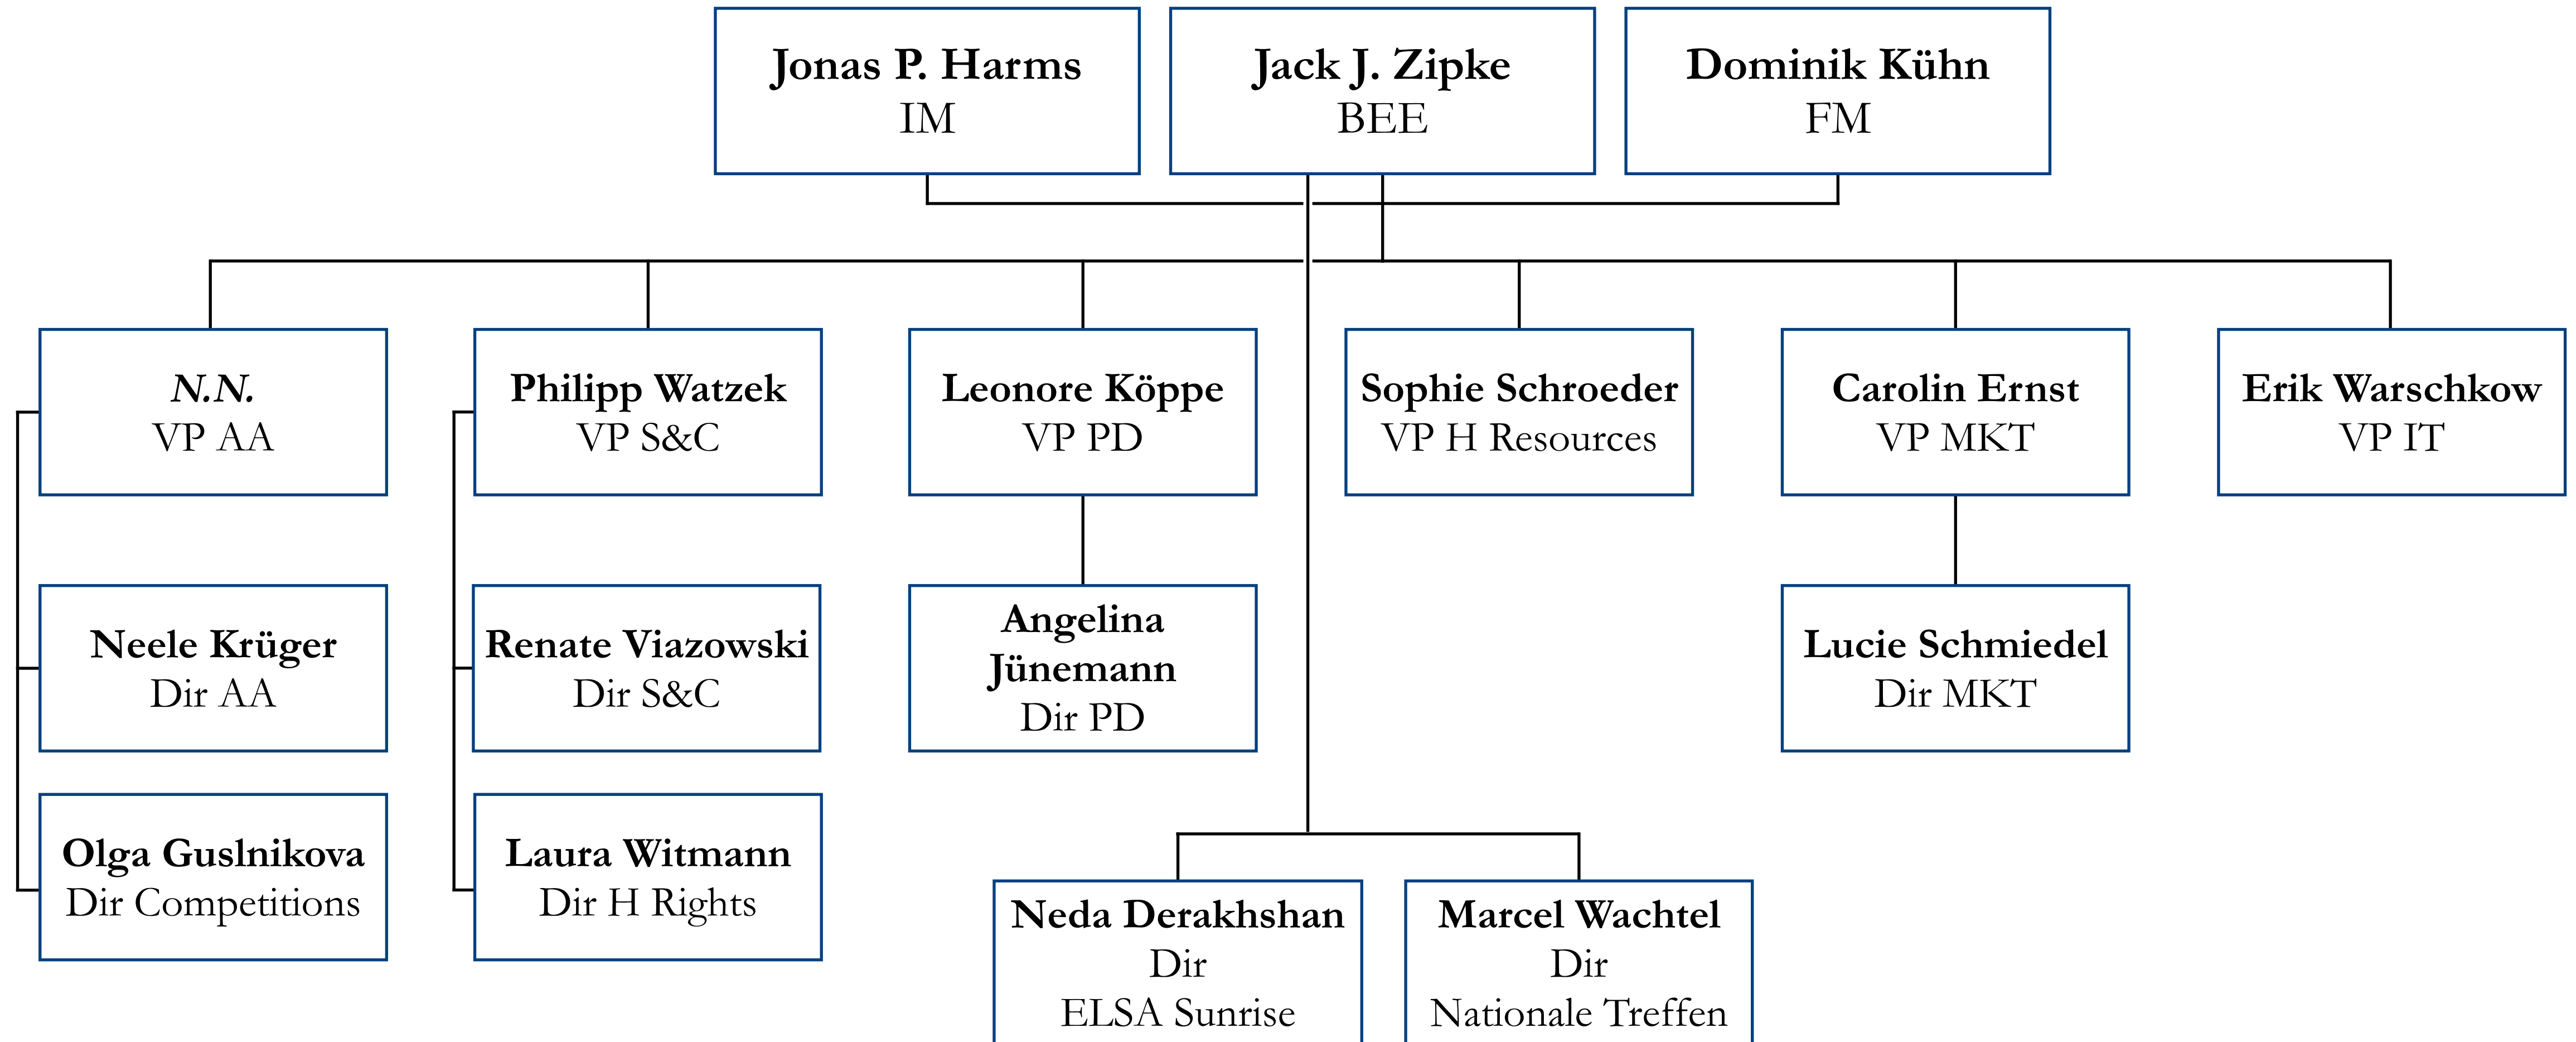 Jonas P. Harms
IM
Jack J. Zipke
BEE
Dominik Kühn
FM
N.N.
VP AA
Philipp Watzek
VP S&C
Leonore Köppe
VP PD
Sophie Schroeder
VP H Resources
Carolin Ernst
VP MKT
Erik Warschkow
VP IT
Neele Krüger
Dir AA
Renate Viazowski
Dir S&C
Angelina
Jünemann
Dir PD
Lucie Schmiedel
Dir MKT
Olga Guslnikova
Dir Competitions
Laura Witmann
Dir H Rights
Neda Derakhshan
Dir
ELSA Sunrise
Marcel Wachtel
Dir
Nationale Treffen